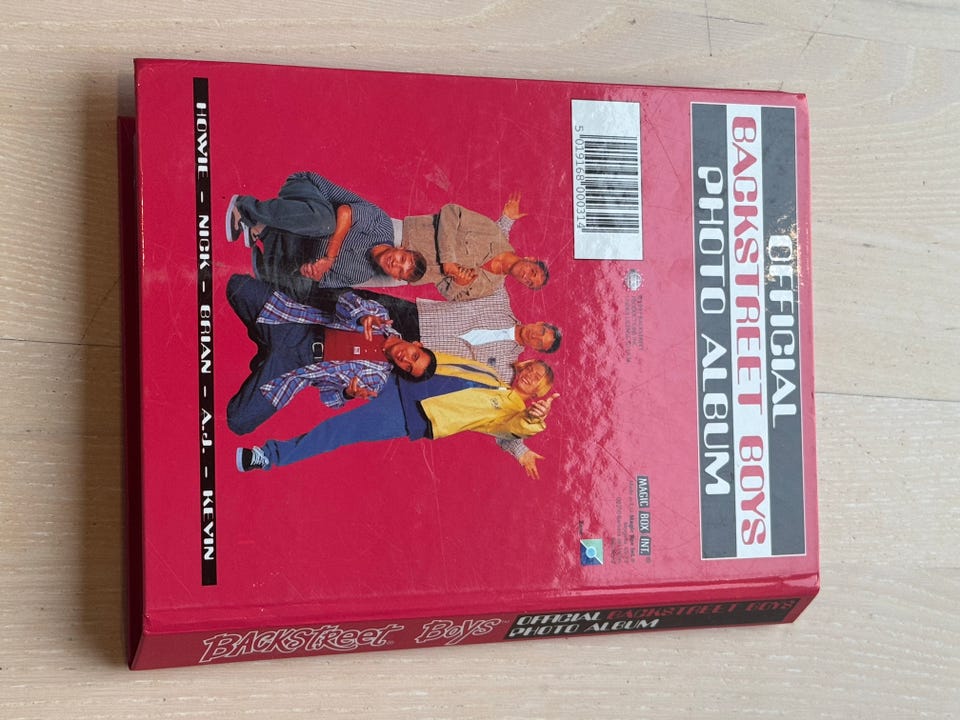 OFFICIAL
BACKSTREET BOYS
PHOTO ALBUM
5 019168 000314
MAGIC BOX INT.®
HOWIE - NICK - BRIAN - A.J. - KEVIN
BACKSTREET BOYS™
OFFICIAL BACKSTREET BOYS
PHOTO ALBUM